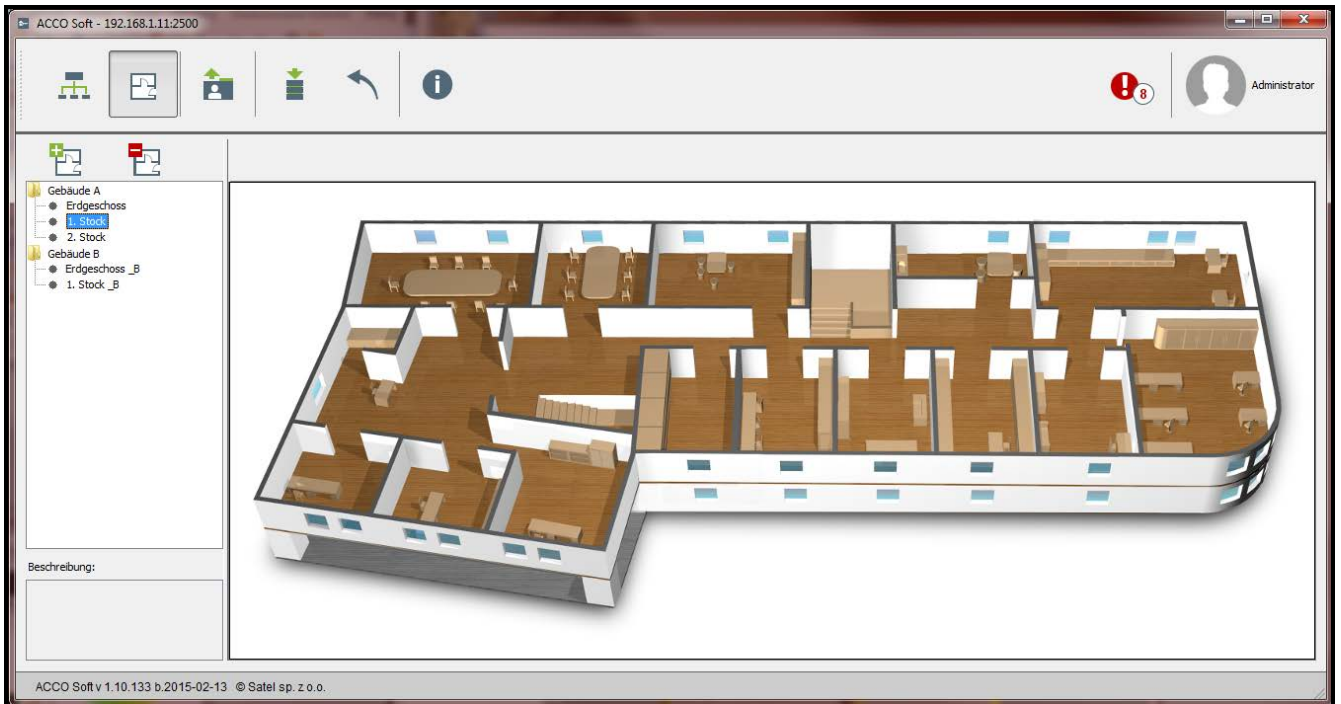 ACCO Soft - 192.168.1.11:2500
8
Administrator
Gebäude A
Erdgeschoss
1. Stock
2. Stock
Gebäude B
Erdgeschoss _B
1. Stock _B
Beschreibung:
ACCO Soft v 1.10.133 b.2015-02-13 © Satel sp. z o.o.